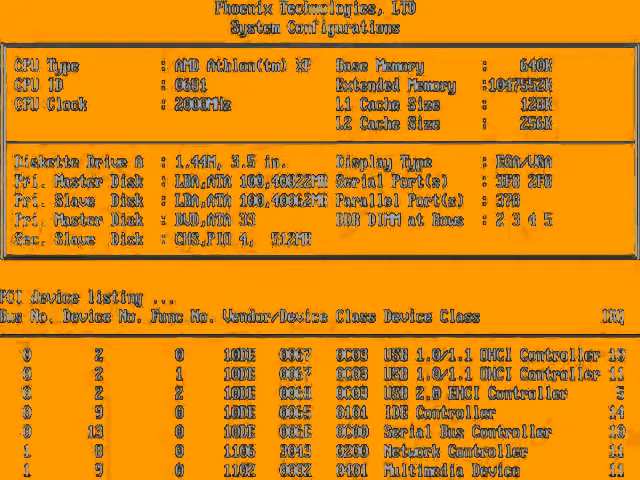 Phoenix Technologies, LTD
System Configurations
CPU Type : AMD Athlon(tm) XP Base Memory : 640K
CPU ID : 0681 Extended Memory :1047552K
CPU Clock : 2000MHz L1 Cache Size : 128K
L2 Cache Size : 256K
Diskette Drive A : 1.44M, 3.5 in. Display Type : EGA/VGA
Pri. Master Disk : LBA,ATA 100, Serial Port(s) : 3F8 2F8
Pri. Slave Disk : LBA,ATA 100, Parallel Port(s) : 378
Pri. Master Disk : DVD,ATA 33 DDR DIMM at Rows : 2 3 4 5
Sec. Slave Disk : CHS,PIO 4, 512MB
PCI device listing ...
Bus No. Device No. Func No. Vendor/Device Class Device Class IRQ
0 2 0 10DE 0067 0C03 USB 1.0/1.1 OHCI Controller
0 2 1 10DE 0067 0C03 USB 1.0/1.1 OHCI Controller 11
0 2 2 10DE 0068 0C03 USB 2.0 EHCI Controller 5
0 9 0 10DE 0065 0101 IDE Controller 14
0 13 0 10DE 006E 0C00 Serial Bus Controller
1 8 0 1106 3043 0200 Network Controller 11
1 9 0 1102 0002 0401 Multimedia Device 11